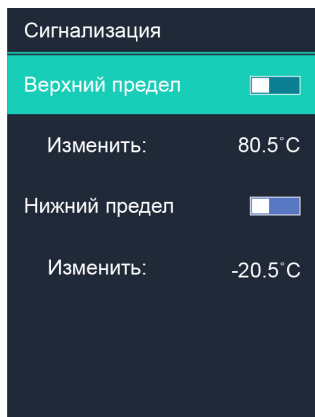 Сигнализация
Верхний предел
Изменить: 80.5°C
Нижний предел
Изменить: -20.5°C